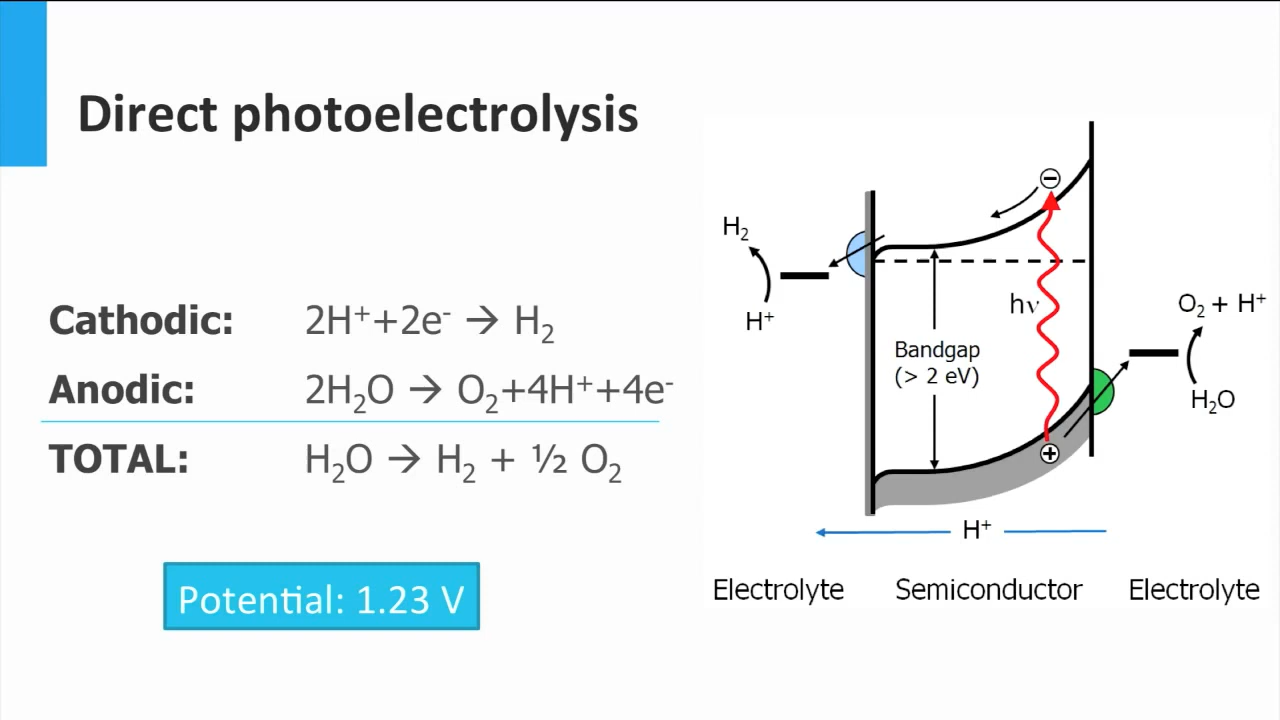 Direct photoelectrolysis
Cathodic: 2H⁺+2e⁻ → H₂
Anodic: 2H₂O → O₂+4H⁺+4e⁻
TOTAL: H₂O → H₂ + ½ O₂
Potential: 1.23 V
H₂
H⁺
−
hν
Bandgap
(> 2 eV)
+
O₂ + H⁺
H₂O
H⁺
Electrolyte
Semiconductor
Electrolyte